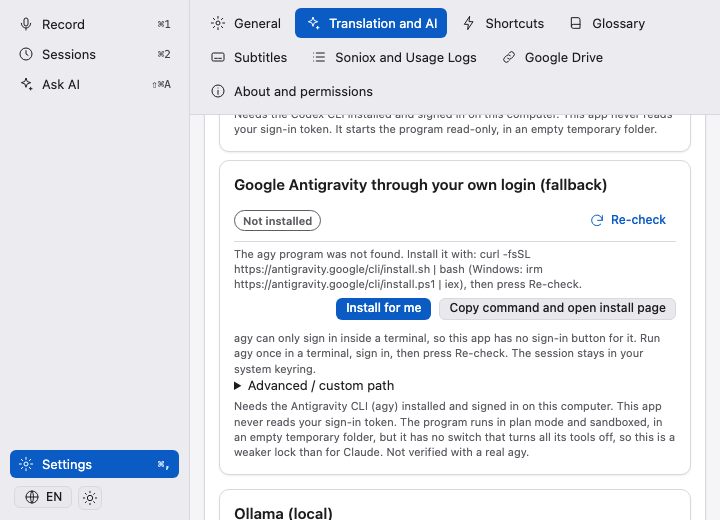 Record ⌘1
Sessions ⌘2
Ask AI ⇧⌘A
General Translation and AI Shortcuts Glossary
Subtitles Soniox and Usage Logs Google Drive
About and permissions
Needs the Codex CLI installed and signed in on this computer. This app never reads
your sign-in token. It starts the program read-only, in an empty temporary folder.
Google Antigravity through your own login (fallback)
Not installed Re-check
The agy program was not found. Install it with: curl -fsSL
https://antigravity.google/cli/install.sh | bash (Windows: irm
https://antigravity.google/cli/install.ps1 | iex), then press Re-check.
Install for me Copy command and open install page
agy can only sign in inside a terminal, so this app has no sign-in button for it. Run
agy once in a terminal, sign in, then press Re-check. The session stays in your
system keyring.
Advanced / custom path
Needs the Antigravity CLI (agy) installed and signed in on this computer. This app
never reads your sign-in token. The program runs in plan mode and sandboxed, in
an empty temporary folder, but it has no switch that turns all its tools off, so this is a
weaker lock than for Claude. Not verified with a real agy.
Settings ⌘,
EN
Ollama (local)